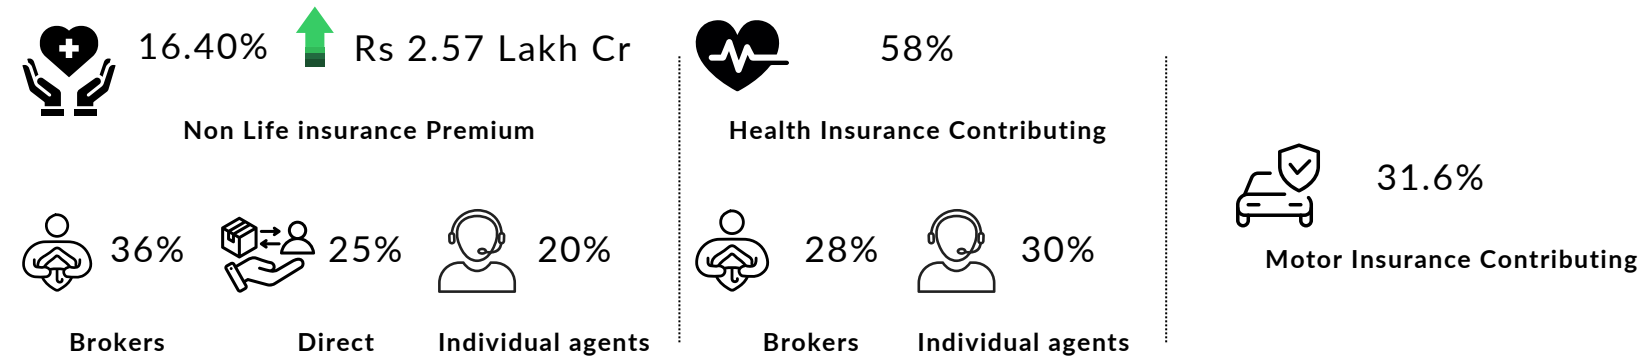 16.40% Rs 2.57 Lakh Cr
Non Life insurance Premium
36% 25% 20%
Brokers Direct Individual agents
58%
Health Insurance Contributing
28% 30%
Brokers Individual agents
31.6%
Motor Insurance Contributing